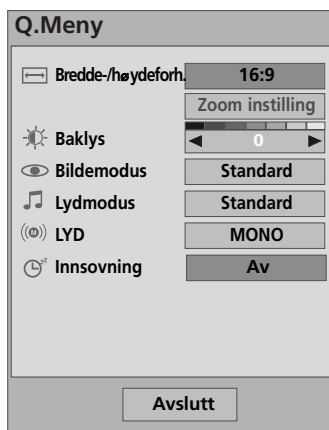 Q.Meny
Bredde-/høydeforh. 16:9
Zoom instilling
Baklys 0
Bildemodus Standard
Lydmodus Standard
LYD MONO
Innsovning Av
Avslutt